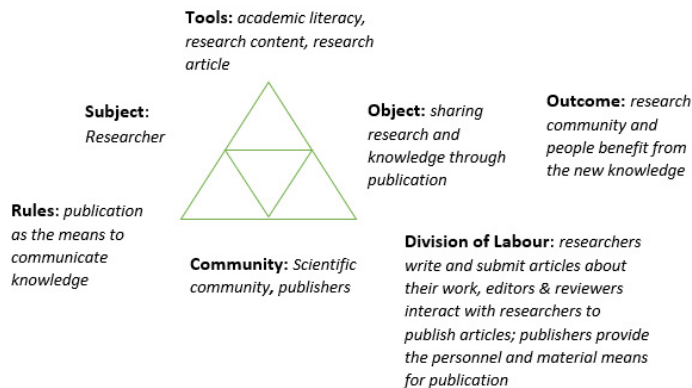 Tools: academic literacy,
research content, research
article
Subject:
Researcher
Object: sharing
research and
knowledge through
publication
Outcome: research
community and
people benefit from
the new knowledge
Rules: publication
as the means to
communicate
knowledge
Community: Scientific
community, publishers
Division of Labour: researchers
write and submit articles about
their work, editors & reviewers
interact with researchers to
publish articles; publishers provide
the personnel and material means
for publication